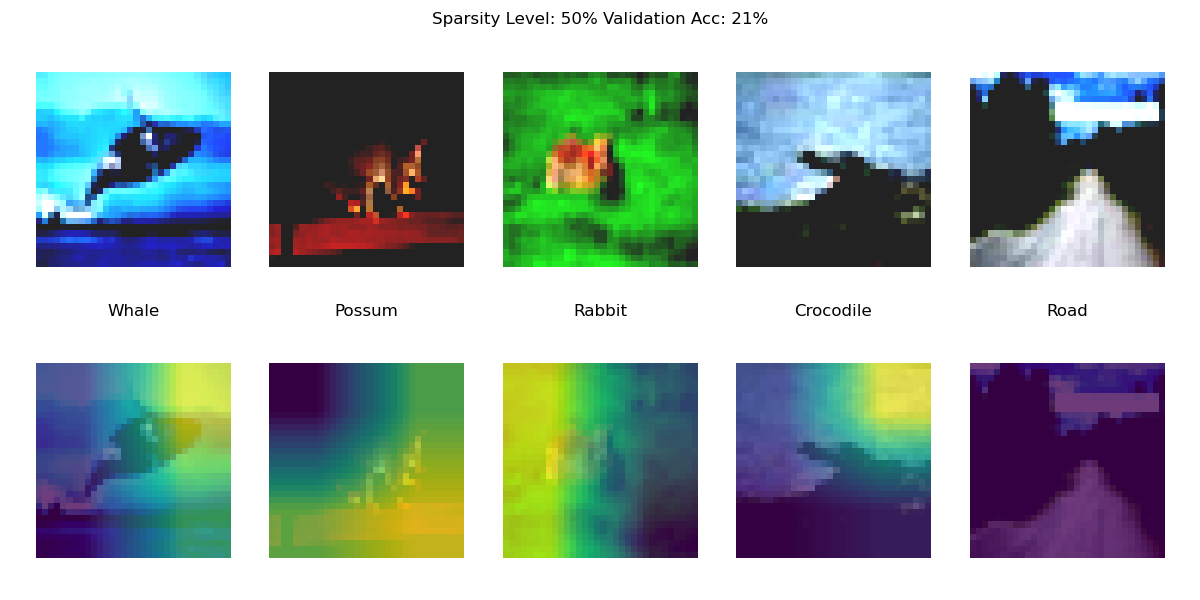 Sparsity Level: 50% Validation Acc: 21%
Whale
Possum
Rabbit
Crocodile
Road